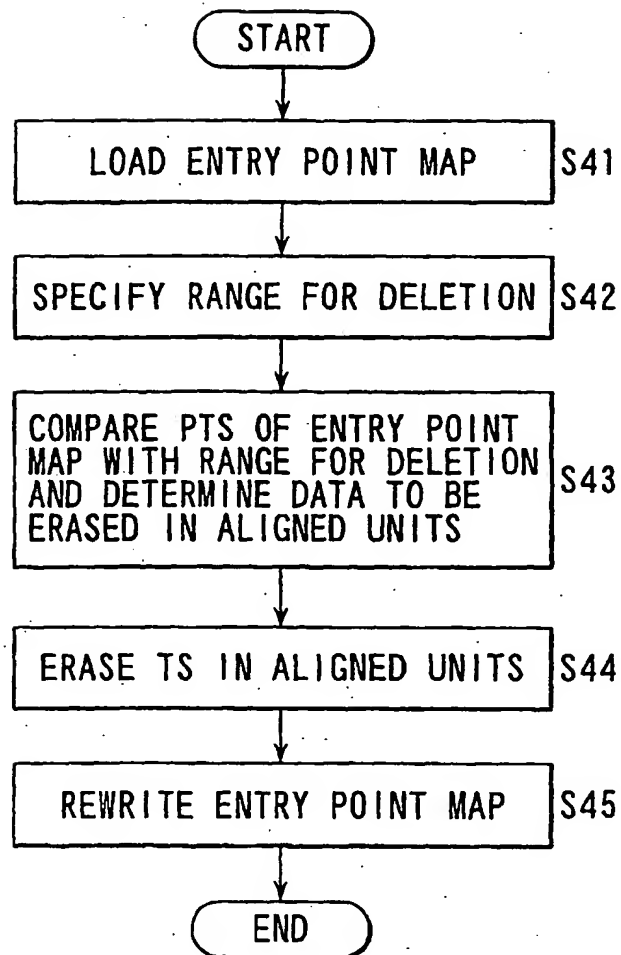 START
LOAD ENTRY POINT MAP S41
SPECIFY RANGE FOR DELETION S42
COMPARE PTS OF ENTRY POINT
MAP WITH RANGE FOR DELETION
AND DETERMINE DATA TO BE
ERASED IN ALIGNED UNITS
S43
ERASE TS IN ALIGNED UNITS S44
REWRITE ENTRY POINT MAP S45
END